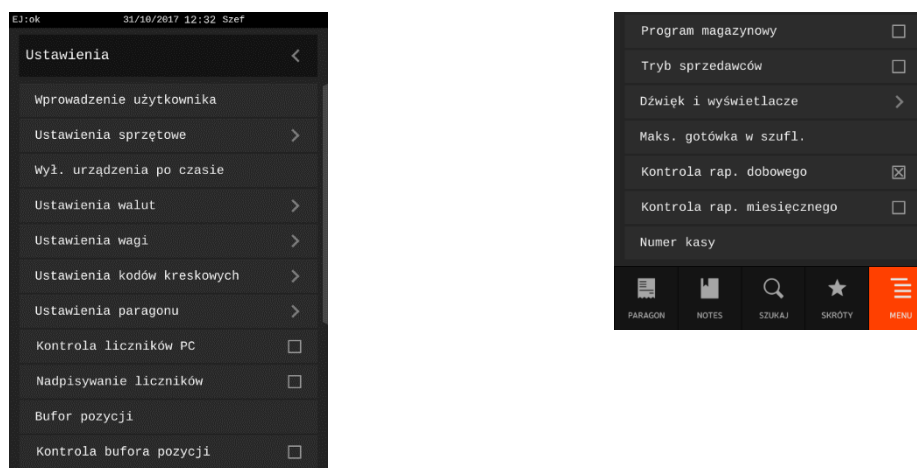 EJ:ok 31/10/2017 12:32 Szef
Ustawienia
Wprowadzenie użytkownika
Ustawienia sprzętowe
Wył. urządzenia po czasie
Ustawienia walut
Ustawienia wagi
Ustawienia kodów kreskowych
Ustawienia paragonu
Kontrola liczników PC
Nadpisywanie liczników
Bufor pozycji
Kontrola bufora pozycji
Program magazynowy
Tryb sprzedawców
Dźwięk i wyświetlacze
Maks. gotówka w szufl.
Kontrola rap. dobowego
Kontrola rap. miesięcznego
Numer kasy
PARAGON NOTES SZUKAJ SKRÓTY MENU